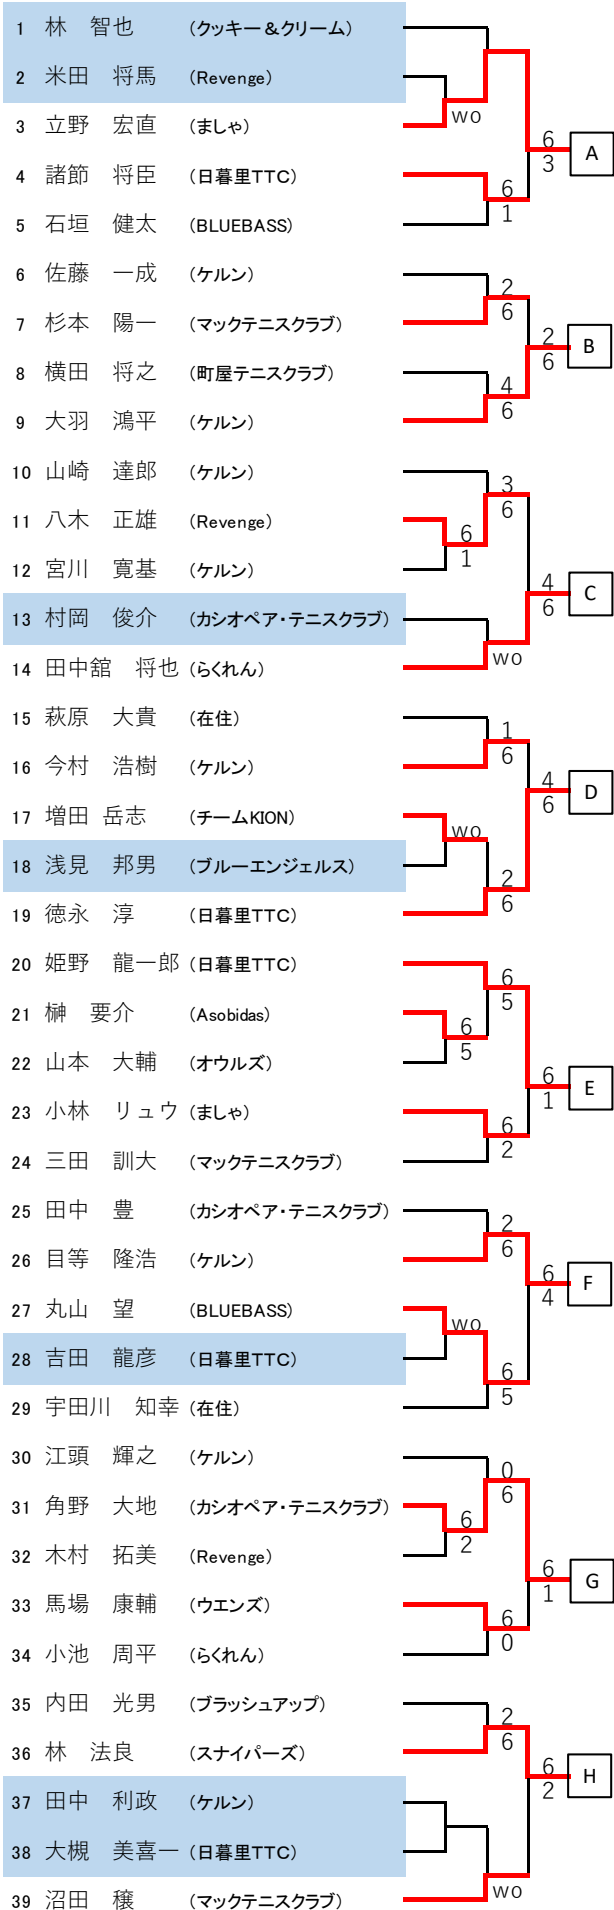 1 林　智也 (クッキー&クリーム)
2 米田　将馬 (Revenge)
wo
3 立野　宏直 (ましゃ)
6
3
A
4 諸節　将臣 (日暮里TTC)
6
1
5 石垣　健太 (BLUEBASS)
6 佐藤　一成 (ケルン)
2
6
7 杉本　陽一 (マックテニスクラブ)
2
6
B
8 横田　将之 (町屋テニスクラブ)
4
6
9 大羽　鴻平 (ケルン)
10 山崎　達郎 (ケルン)
3
6
11 八木　正雄 (Revenge)
6
1
12 宮川　寛基 (ケルン)
4
6
C
13 村岡　俊介 (カシオペア・テニスクラブ)
wo
14 田中舘　将也 (らくれん)
15 萩原　大貴 (在住)
1
6
16 今村　浩樹 (ケルン)
4
6
D
17 増田 岳志 (チームKION)
wo
18 浅見　邦男 (ブルーエンジェルス)
2
6
19 徳永　淳 (日暮里TTC)
20 姫野　龍一郎 (日暮里TTC)
6
5
21 榊　要介 (Asobidas)
6
5
22 山本　大輔 (オウルズ)
6
1
E
23 小林　リュウ (ましゃ)
6
2
24 三田　訓大 (マックテニスクラブ)
25 田中　豊 (カシオペア・テニスクラブ)
2
6
26 目等　隆浩 (ケルン)
6
4
F
27 丸山　望 (BLUEBASS)
wo
28 吉田　龍彦 (日暮里TTC)
6
5
29 宇田川　知幸 (在住)
30 江頭　輝之 (ケルン)
0
6
31 角野　大地 (カシオペア・テニスクラブ)
6
2
32 木村　拓美 (Revenge)
6
1
G
33 馬場　康輔 (ウエンズ)
6
0
34 小池　周平 (らくれん)
35 内田　光男 (ブラッシュアップ)
2
6
36 林　法良 (スナイパーズ)
6
2
H
37 田中　利政 (ケルン)
38 大槻　美喜一 (日暮里TTC)
wo
39 沼田　穣 (マックテニスクラブ)